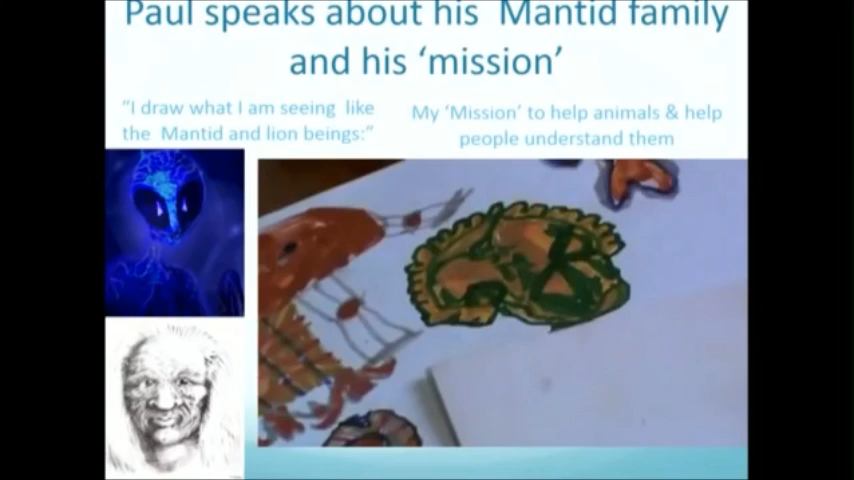 Paul speaks about his Mantid family
and his ‘mission’
“I draw what I am seeing like
the Mantid and lion beings:”
My ‘Mission’ to help animals & help
people understand them